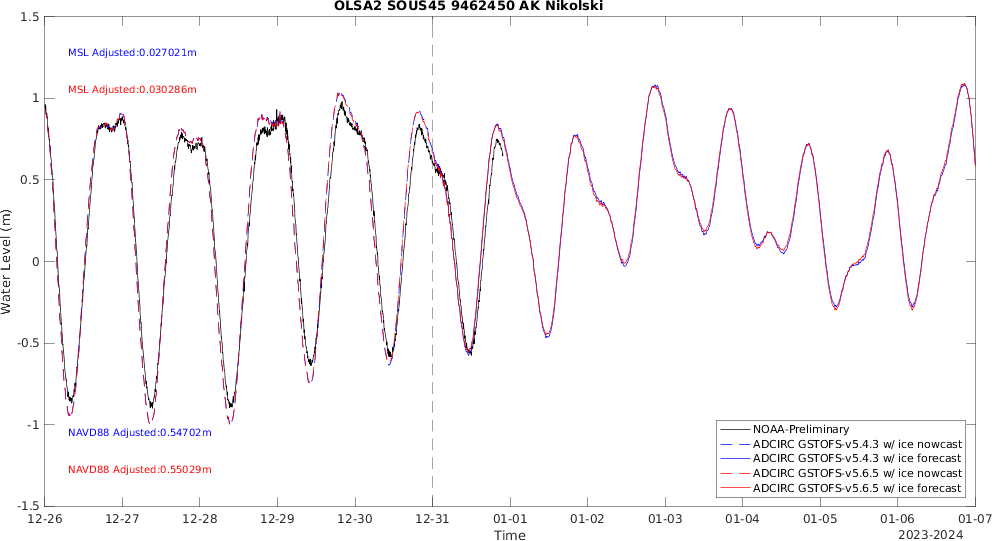 OLSA2 SOUS45 9462450 AK Nikolski
1.5
1
0.5
0
-0.5
-1
-1.5
Water Level (m)
MSL Adjusted:0.027021m
MSL Adjusted:0.030286m
NAVD88 Adjusted:0.54702m
NAVD88 Adjusted:0.55029m
NOAA-Preliminary
ADCIRC GSTOFS-v5.4.3 w/ ice nowcast
ADCIRC GSTOFS-v5.4.3 w/ ice forecast
ADCIRC GSTOFS-v5.6.5 w/ ice nowcast
ADCIRC GSTOFS-v5.6.5 w/ ice forecast
12-26 12-27 12-28 12-29 12-30 12-31 01-01 01-02 01-03 01-04 01-05 01-06 01-07
Time
2023-2024